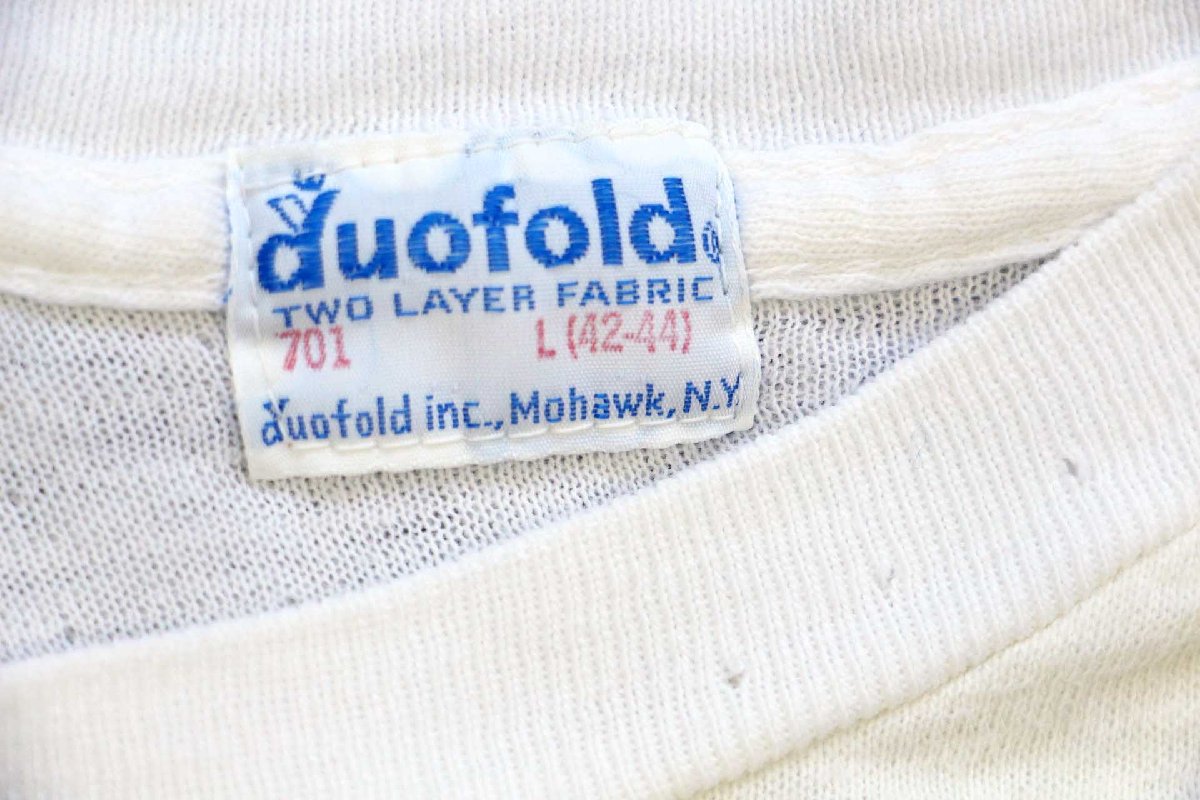 duofold®
TWO LAYER FABRIC
701 L (42-44)
duofold inc., Mohawk, N.Y